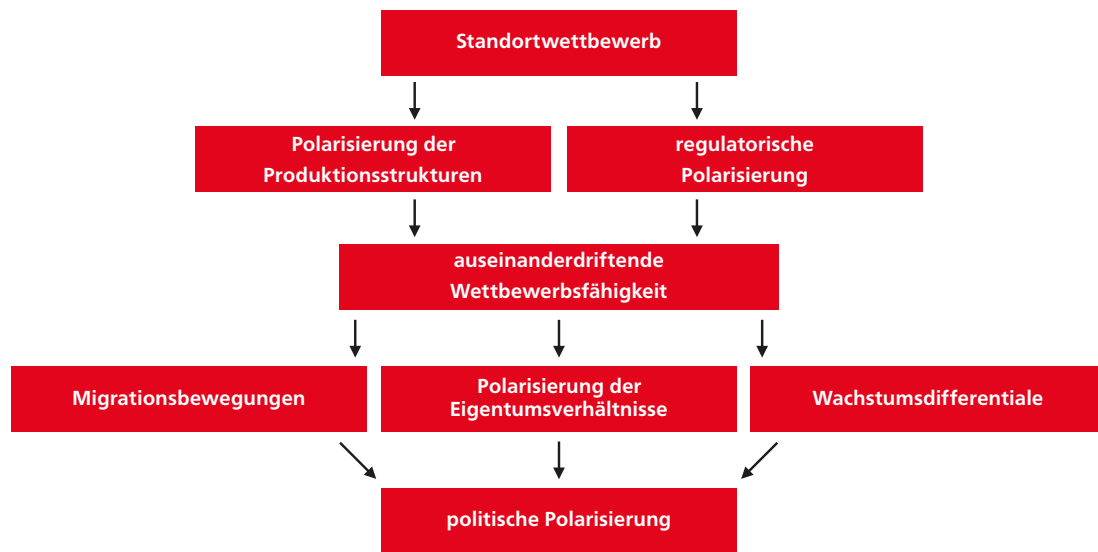 Standortwettbewerb
Polarisierung der
Produktionsstrukturen
regulatorische
Polarisierung
auseinanderdriftende
Wettbewerbsfähigkeit
Migrationsbewegungen
Polarisierung der
Eigentumsverhältnisse
Wachstumsdifferentiale
politische Polarisierung